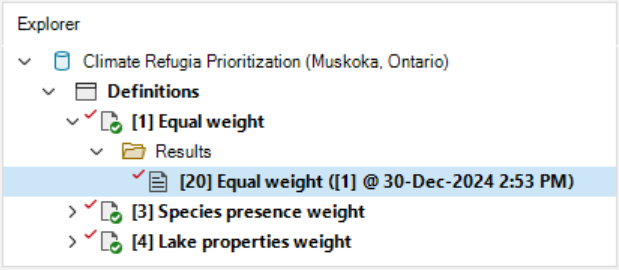 Explorer
Climate Refugia Prioritization (Muskoka, Ontario)
Definitions
[1] Equal weight
Results
[20] Equal weight ([1] @ 30-Dec-2024 2:53 PM)
[3] Species presence weight
[4] Lake properties weight